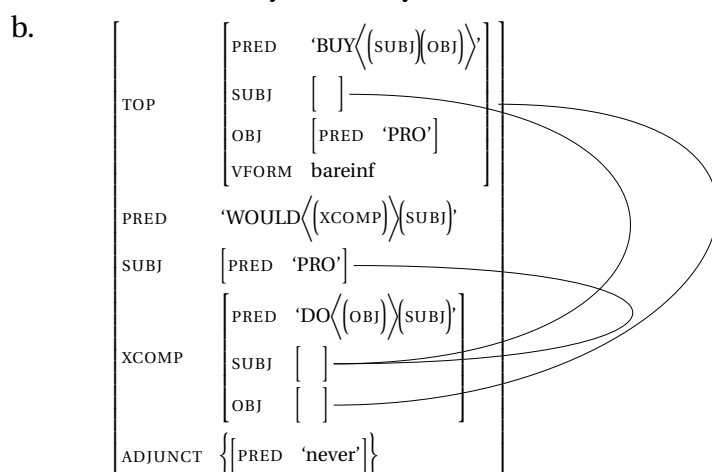 b.
PRED ‘BUY⟨(SUBJ)(OBJ)⟩’
SUBJ [ ]
TOP
OBJ [PRED ‘PRO’]
VFORM bareinf
PRED ‘WOULD⟨(XCOMP)⟩(SUBJ)’
SUBJ [PRED ‘PRO’]
PRED ‘DO⟨(OBJ)⟩(SUBJ)’
XCOMP
SUBJ [ ]
OBJ [ ]
ADJUNCT {[PRED ‘never’]}